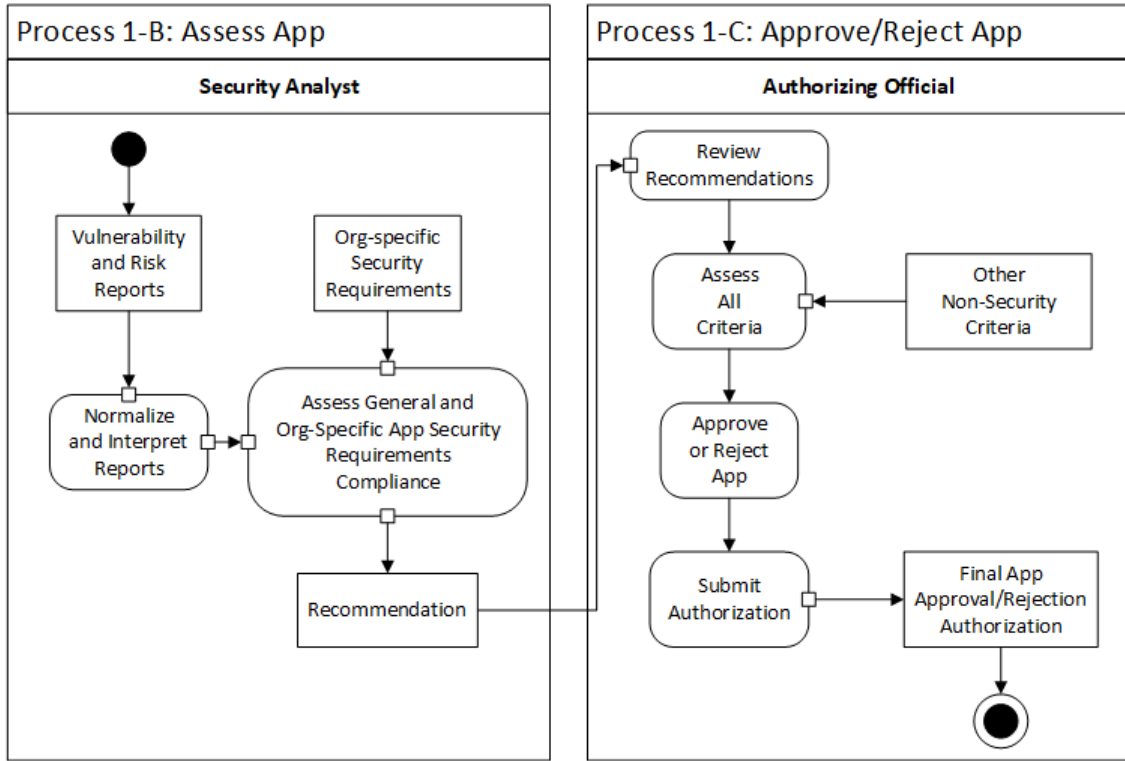 Process 1-B: Assess App
Security Analyst
Vulnerability
and Risk
Reports
Org-specific
Security
Requirements
Normalize
and Interpret
Reports
Assess General and
Org-Specific App Security
Requirements
Compliance
Recommendation
Process 1-C: Approve/Reject App
Authorizing Official
Review
Recommendations
Assess
All
Criteria
Other
Non-Security
Criteria
Approve
or Reject
App
Submit
Authorization
Final App
Approval/Rejection
Authorization